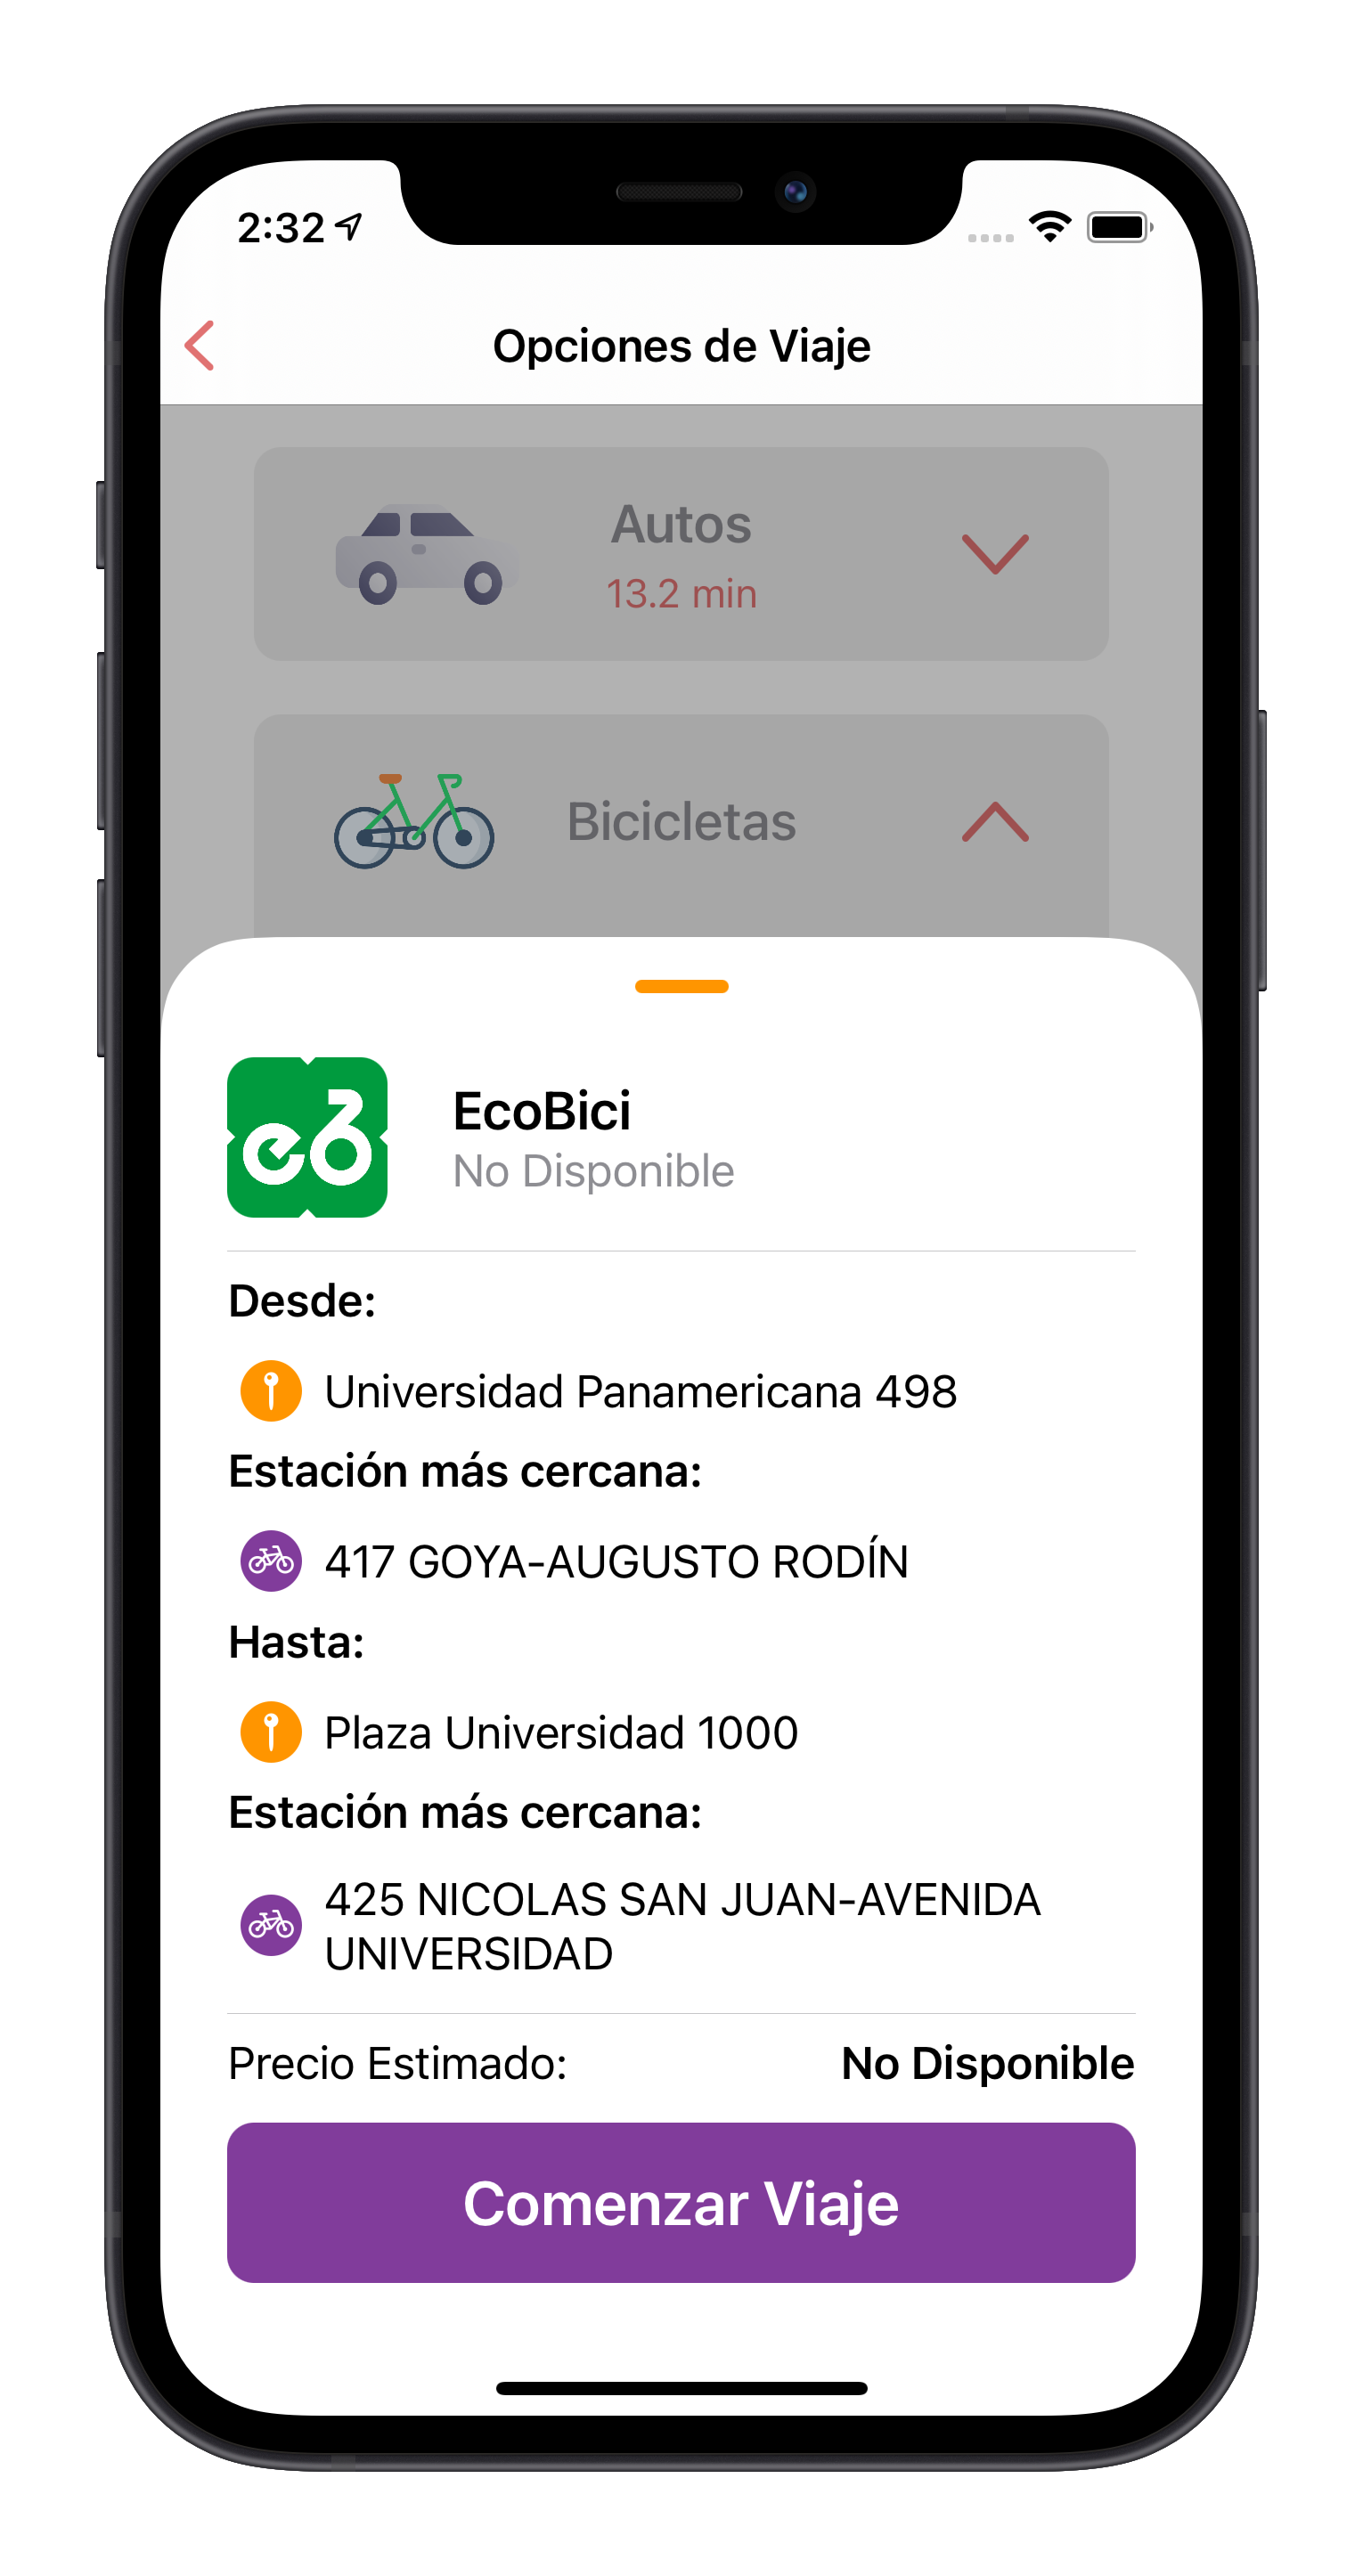 2:32
Opciones de Viaje
Autos
13.2 min
Bicicletas
EcoBici
No Disponible
Desde:
Universidad Panamericana 498
Estación más cercana:
417 GOYA-AUGUSTO RODÍN
Hasta:
Plaza Universidad 1000
Estación más cercana:
425 NICOLAS SAN JUAN-AVENIDA
UNIVERSIDAD
Precio Estimado: No Disponible
Comenzar Viaje